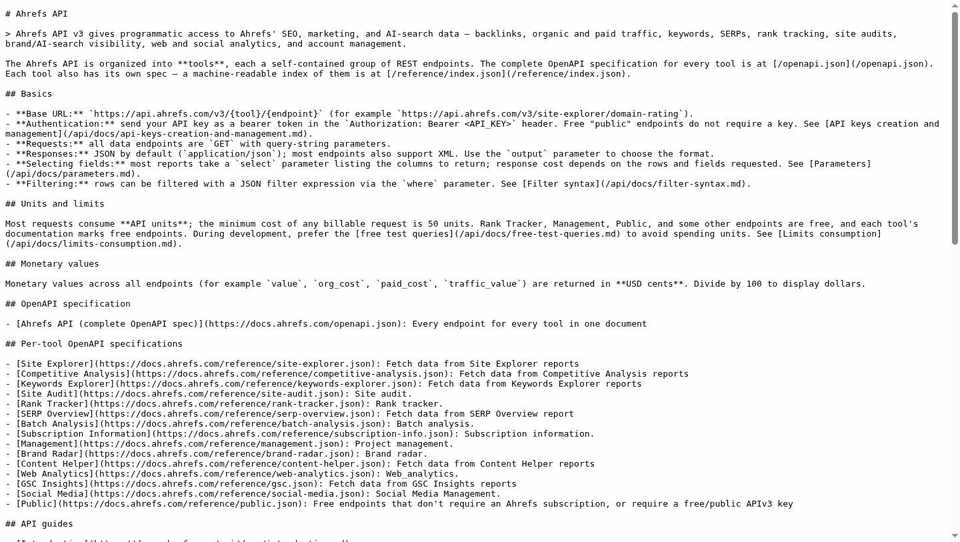 # Ahrefs API
> Ahrefs API v3 gives programmatic access to Ahrefs' SEO, marketing, and AI-search data — backlinks, organic and paid traffic, keywords, SERPs, rank tracking, site audits,
brand/AI-search visibility, web and social analytics, and account management.
The Ahrefs API is organized into **tools**, each a self-contained group of REST endpoints. The complete OpenAPI specification for every tool is at [/openapi.json](/openapi.json).
Each tool also has its own spec — a machine-readable index of them is at [/reference/index.json](/reference/index.json).
## Basics
- **Base URL:** `https://api.ahrefs.com/v3/{tool}/{endpoint}` (for example `https://api.ahrefs.com/v3/site-explorer/domain-rating`).
- **Authentication:** send your API key as a bearer token in the `Authorization: Bearer <API_KEY>` header. Free "public" endpoints do not require a key. See [API keys creation and
management](/api/docs/api-keys-creation-and-management.md).
- **Requests:** all data endpoints are `GET` with query-string parameters.
- **Responses:** JSON by default (`application/json`); most endpoints also support XML. Use the `output` parameter to choose the format.
- **Selecting fields:** most reports take a `select` parameter listing the columns to return; response cost depends on the rows and fields requested. See [Parameters]
(/api/docs/parameters.md).
- **Filtering:** rows can be filtered with a JSON filter expression via the `where` parameter. See [Filter syntax](/api/docs/filter-syntax.md).
## Units and limits
Most requests consume **API units**; the minimum cost of any billable request is 50 units. Rank Tracker, Management, Public, and some other endpoints are free, and each tool's
documentation marks free endpoints. During development, prefer the [free test queries](/api/docs/free-test-queries.md) to avoid spending units. See [Limits consumption]
(/api/docs/limits-consumption.md).
## Monetary values
Monetary values across all endpoints (for example `value`, `org_cost`, `paid_cost`, `traffic_value`) are returned in **USD cents**. Divide by 100 to display dollars.
## OpenAPI specification
- [Ahrefs API (complete OpenAPI spec)](https://docs.ahrefs.com/openapi.json): Every endpoint for every tool in one document
## Per-tool OpenAPI specifications
- [Site Explorer](https://docs.ahrefs.com/reference/site-explorer.json): Fetch data from Site Explorer reports
- [Competitive Analysis](https://docs.ahrefs.com/reference/competitive-analysis.json): Fetch data from Competitive Analysis reports
- [Keywords Explorer](https://docs.ahrefs.com/reference/keywords-explorer.json): Fetch data from Keywords Explorer reports
- [Site Audit](https://docs.ahrefs.com/reference/site-audit.json): Site audit.
- [Rank Tracker](https://docs.ahrefs.com/reference/rank-tracker.json): Rank tracker.
- [SERP Overview](https://docs.ahrefs.com/reference/serp-overview.json): Fetch data from SERP Overview report
- [Batch Analysis](https://docs.ahrefs.com/reference/batch-analysis.json): Batch analysis.
- [Subscription Information](https://docs.ahrefs.com/reference/subscription-info.json): Subscription information.
- [Management](https://docs.ahrefs.com/reference/management.json): Project management.
- [Brand Radar](https://docs.ahrefs.com/reference/brand-radar.json): Brand radar.
- [Content Helper](https://docs.ahrefs.com/reference/content-helper.json): Fetch data from Content Helper reports
- [Web Analytics](https://docs.ahrefs.com/reference/web-analytics.json): Web analytics.
- [GSC Insights](https://docs.ahrefs.com/reference/gsc.json): Fetch data from GSC Insights reports
- [Social Media](https://docs.ahrefs.com/reference/social-media.json): Social Media Management.
- [Public](https://docs.ahrefs.com/reference/public.json): Free endpoints that don't require an Ahrefs subscription, or require a free/public APIv3 key
## API guides